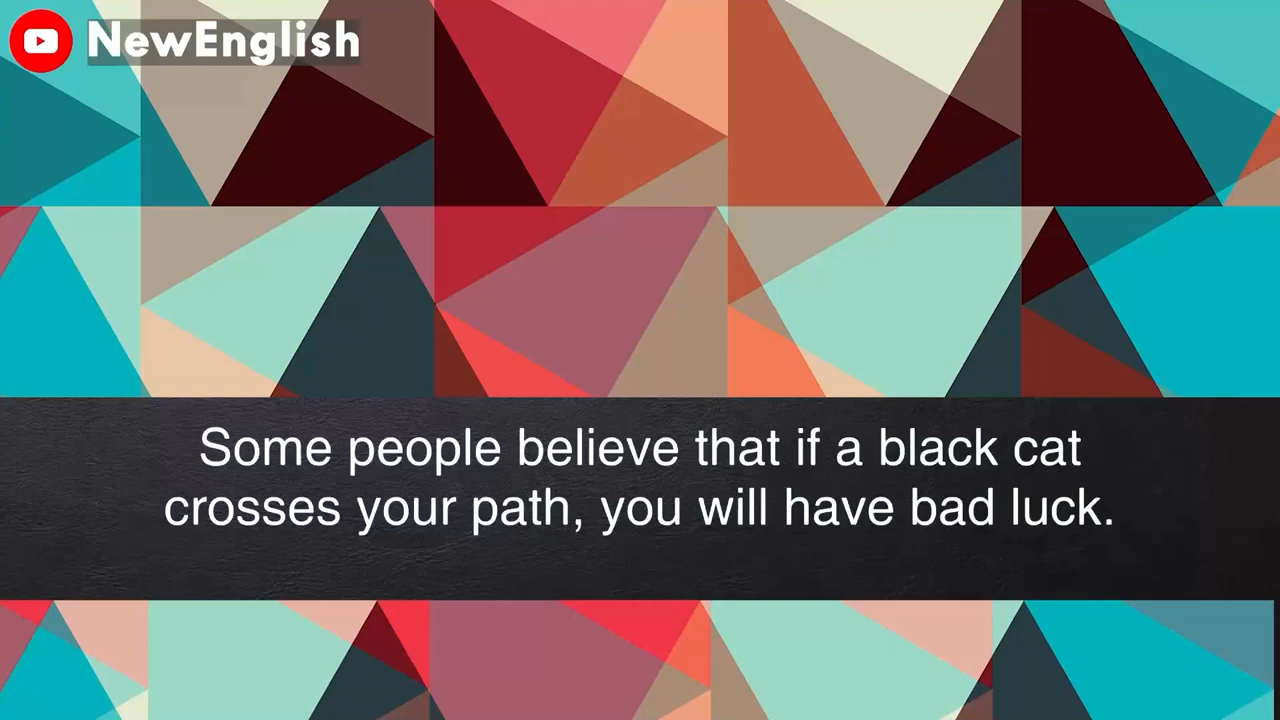 NewEnglish
Some people believe that if a black cat
crosses your path, you will have bad luck.